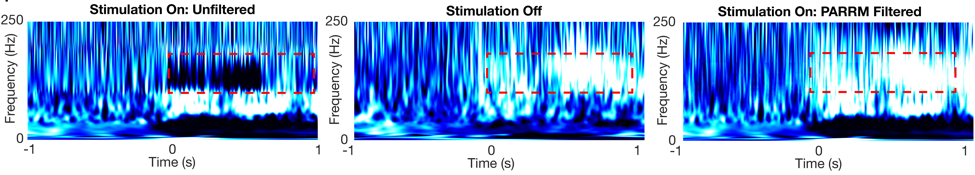 Stimulation On: Unfiltered
250
Frequency (Hz)
0
-1
0
1
Time (s)
Stimulation Off
250
Frequency (Hz)
0
-1
0
1
Time (s)
Stimulation On: PARRM Filtered
250
Frequency (Hz)
0
-1
0
1
Time (s)